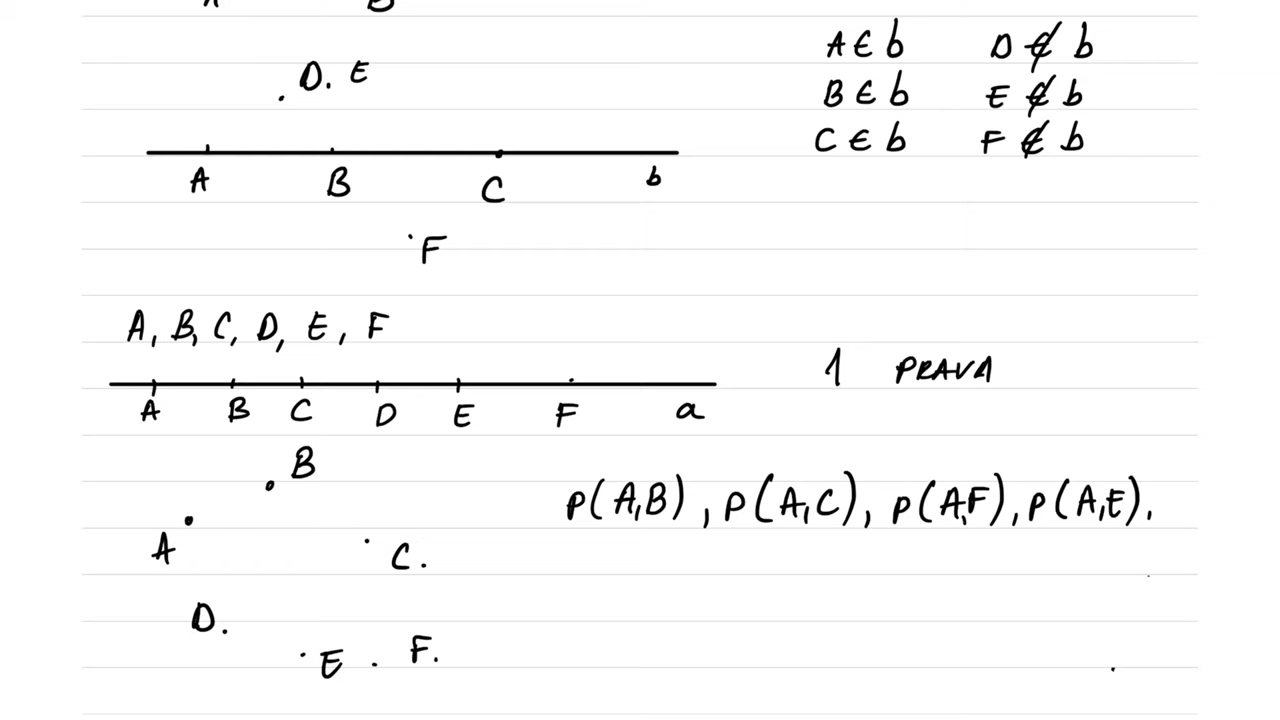 A B
D. E
A ∈ b D ∉ b
B ∈ b E ∉ b
C ∈ b F ∉ b
A B C b
F
A, B, C, D, E, F
1 PRAVA
A B C D E F a
B
p(A,B), p(A,C), p(A,F), p(A,E).
A
C.
D.
E F.